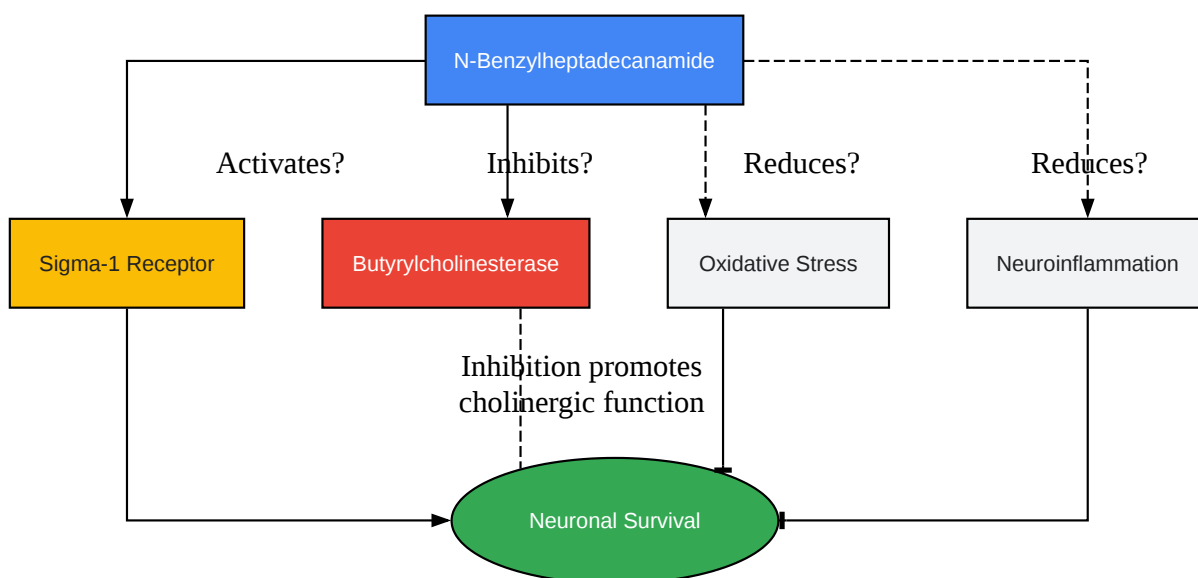 N-Benzylheptadecanamide
Activates?
Inhibits?
Reduces?
Reduces?
Sigma-1 Receptor
Butyrylcholinesterase
Oxidative Stress
Neuroinflammation
Inhibition promotes
cholinergic function
Neuronal Survival